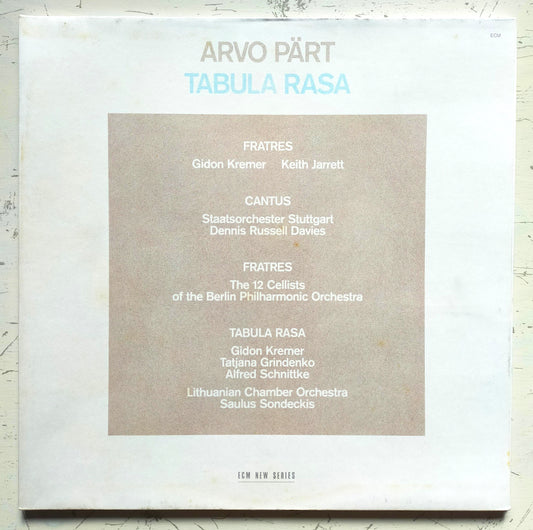 ECM
ARVO PÄRT
TABULA RASA
FRATRES
Gidon Kremer Keith Jarrett
CANTUS
Staatsorchester Stuttgart
Dennis Russell Davies
FRATRES
The 12 Cellists
of the Berlin Philharmonic Orchestra
TABULA RASA
Gidon Kremer
Tatjana Grindenko
Alfred Schnittke
Lithuanian Chamber Orchestra
Saulus Sondeckis
ECM NEW SERIES